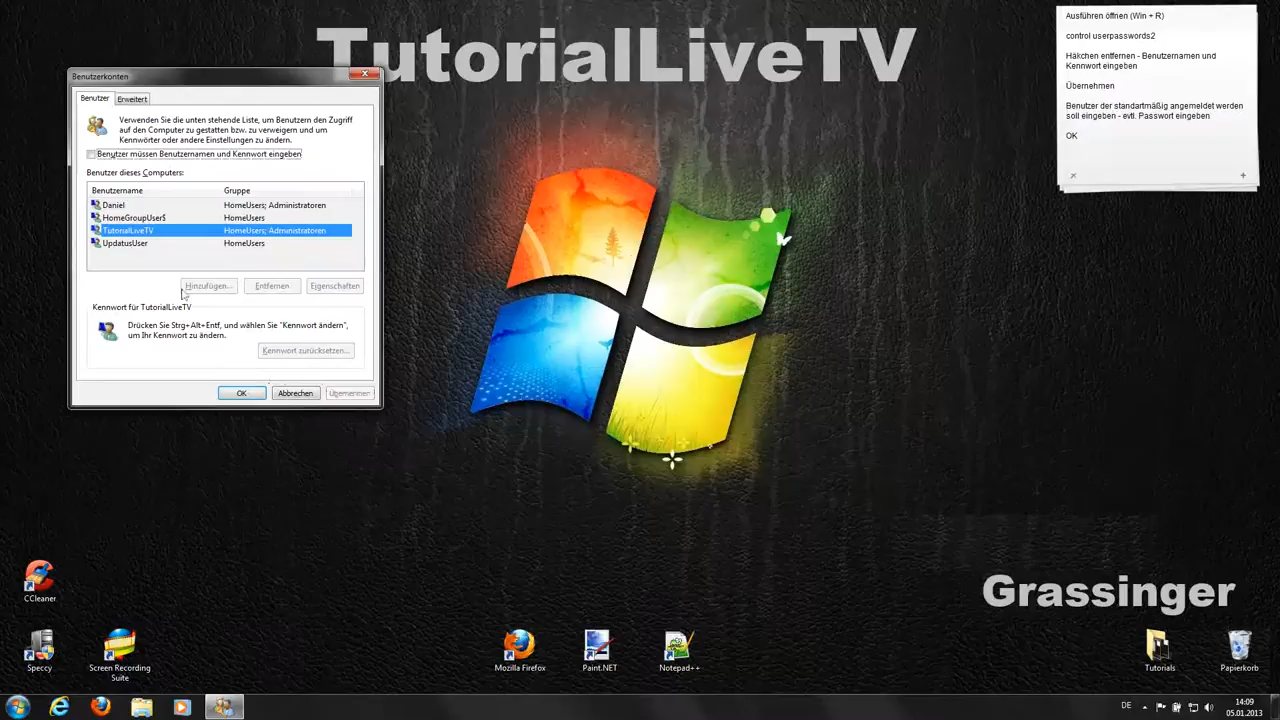 TutorialLiveTV
Ausführen öffnen (Win + R)
control userpasswords2
Häkchen entfernen - Benutzernamen und
Kennwort eingeben
Übernehmen
Benutzer der standartmäßig angemeldet werden
soll eingeben - evtl. Passwort eingeben
OK
Benutzerkonten
Benutzer
Erweitert
Verwenden Sie die unten stehende Liste, um Benutzern den Zugriff
auf den Computer zu gestatten bzw. zu verweigern und um
Kennwörter oder andere Einstellungen zu ändern.
Benutzer müssen Benutzernamen und Kennwort eingeben
Benutzer dieses Computers:
Benutzername Gruppe
Daniel HomeUsers; Administratoren
HomeGroupUser$ HomeUsers
TutorialLiveTV HomeUsers; Administratoren
UpdatusUser HomeUsers
Hinzufügen... Entfernen Eigenschaften
Kennwort für TutorialLiveTV
Drücken Sie Strg+Alt+Entf, und wählen Sie "Kennwort ändern",
um Ihr Kennwort zu ändern.
Kennwort zurücksetzen...
OK Abbrechen Übernehmen
Grassinger
CCleaner
Speccy
Screen Recording
Suite
Mozilla Firefox
Paint.NET
Notepad++
Tutorials
Papierkorb
DE
14:09
05.01.2013